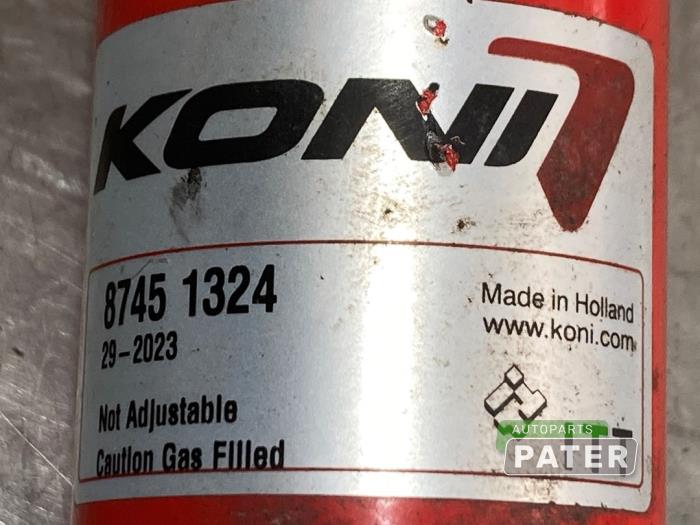 KONI
8745 1324
29-2023
Not Adjustable
Caution Gas Filled
Made in Holland
www.koni.com
AUTOPARTS
PATER